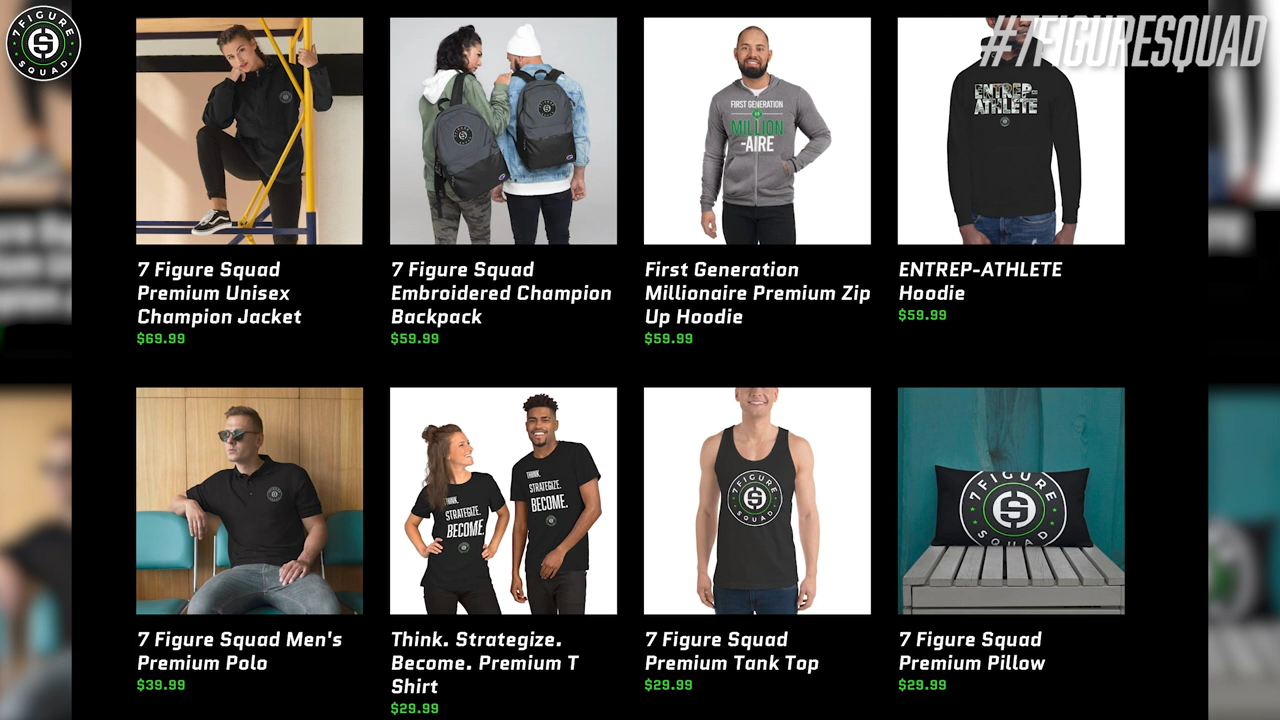 7 FIGURE SQUAD
#7FIGURESQUAD
FIRST GENERATION
MILLION
-AIRE
ENTREP-
ATHLETE
7 Figure Squad
Premium Unisex
Champion Jacket
$69.99
7 Figure Squad
Embroidered Champion
Backpack
$59.99
First Generation
Millionaire Premium Zip
Up Hoodie
$59.99
ENTREP-ATHLETE
Hoodie
$59.99
THINK.
STRATEGIZE.
BECOME.
THINK.
STRATEGIZE.
BECOME.
7 FIGURE
SQUAD
7 FIGURE
SQUAD
7 Figure Squad Men's
Premium Polo
$39.99
Think. Strategize.
Become. Premium T
Shirt
$29.99
7 Figure Squad
Premium Tank Top
$29.99
7 Figure Squad
Premium Pillow
$29.99